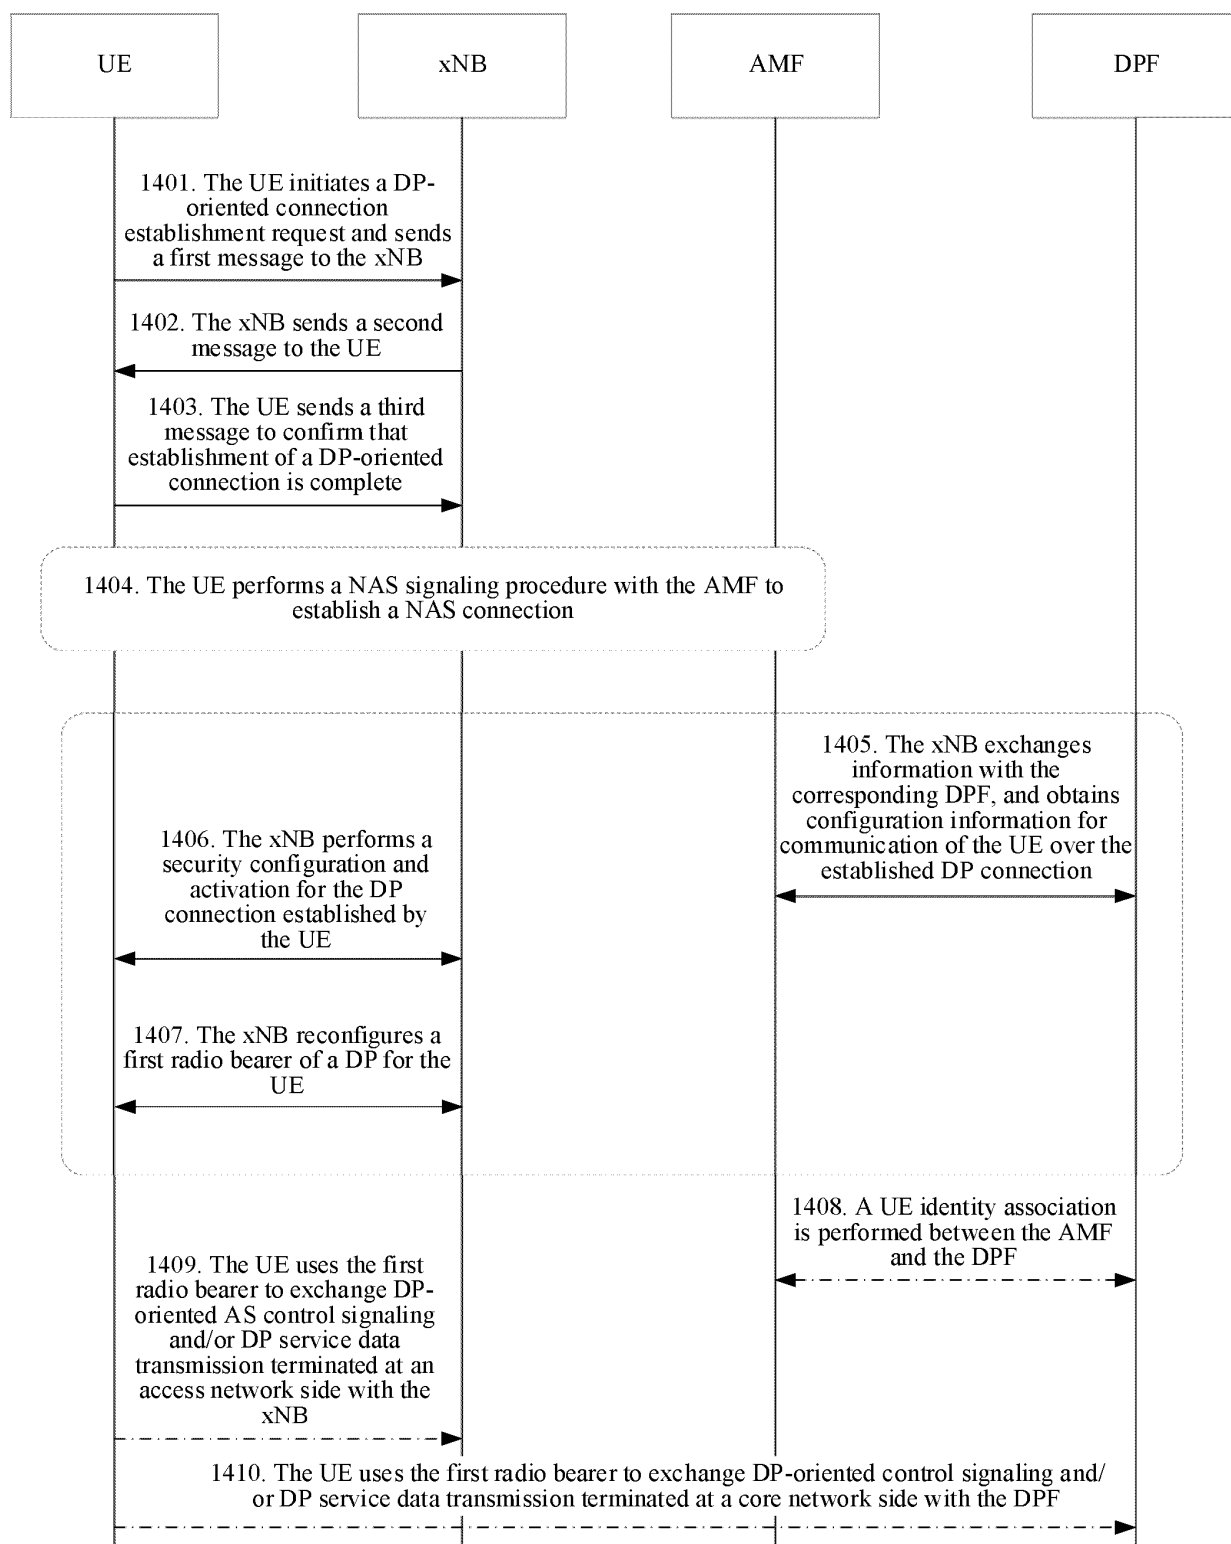 UE
xNB
AMF
DPF
1401. The UE initiates a DP-
oriented connection
establishment request and sends
a first message to the xNB
1402. The xNB sends a second
message to the UE
1403. The UE sends a third
message to confirm that
establishment of a DP-oriented
connection is complete
1404. The UE performs a NAS signaling procedure with the AMF to
establish a NAS connection
1405. The xNB exchanges
information with the
corresponding DPF, and obtains
configuration information for
communication of the UE over the
established DP connection
1406. The xNB performs a
security configuration and
activation for the DP
connection established by
the UE
1407. The xNB reconfigures a
first radio bearer of a DP for the
UE
1408. A UE identity association
is performed between the AMF
and the DPF
1409. The UE uses the first
radio bearer to exchange DP-
oriented AS control signaling
and/or DP service data
transmission terminated at an
access network side with the
xNB
1410. The UE uses the first radio bearer to exchange DP-oriented control signaling and/
or DP service data transmission terminated at a core network side with the DPF